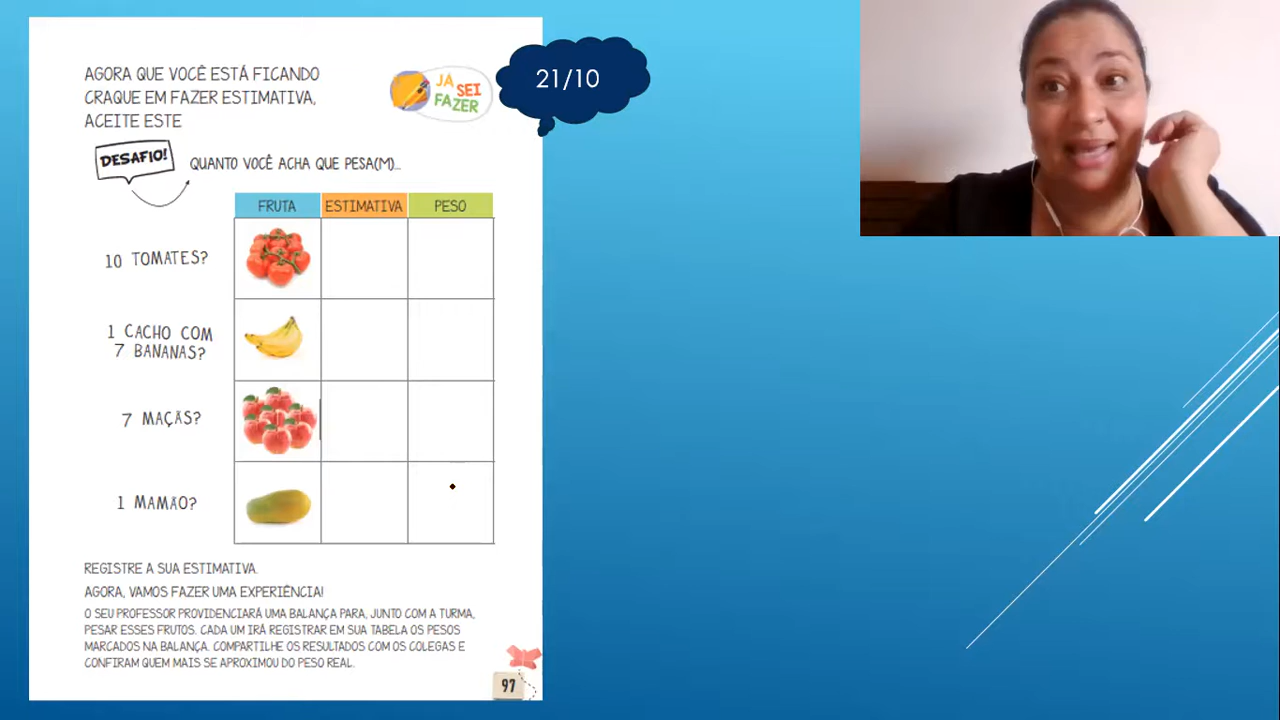 AGORA QUE VOCÊ ESTÁ FICANDO
CRAQUE EM FAZER ESTIMATIVA,
ACEITE ESTE
JÁ
SEI
FAZER
21/10
DESAFIO!
QUANTO VOCÊ ACHA QUE PESA(M)...
FRUTA ESTIMATIVA PESO
10 TOMATES?
1 CACHO COM
7 BANANAS?
7 MAÇÃS?
1 MAMÃO?
REGISTRE A SUA ESTIMATIVA.
AGORA, VAMOS FAZER UMA EXPERIÊNCIA!
O SEU PROFESSOR PROVIDENCIARÁ UMA BALANÇA PARA, JUNTO COM A TURMA,
PESAR ESSES FRUTOS. CADA UM IRÁ REGISTRAR EM SUA TABELA OS PESOS
MARCADOS NA BALANÇA. COMPARTILHE OS RESULTADOS COM OS COLEGAS E
CONFIRAM QUEM MAIS SE APROXIMOU DO PESO REAL.
97